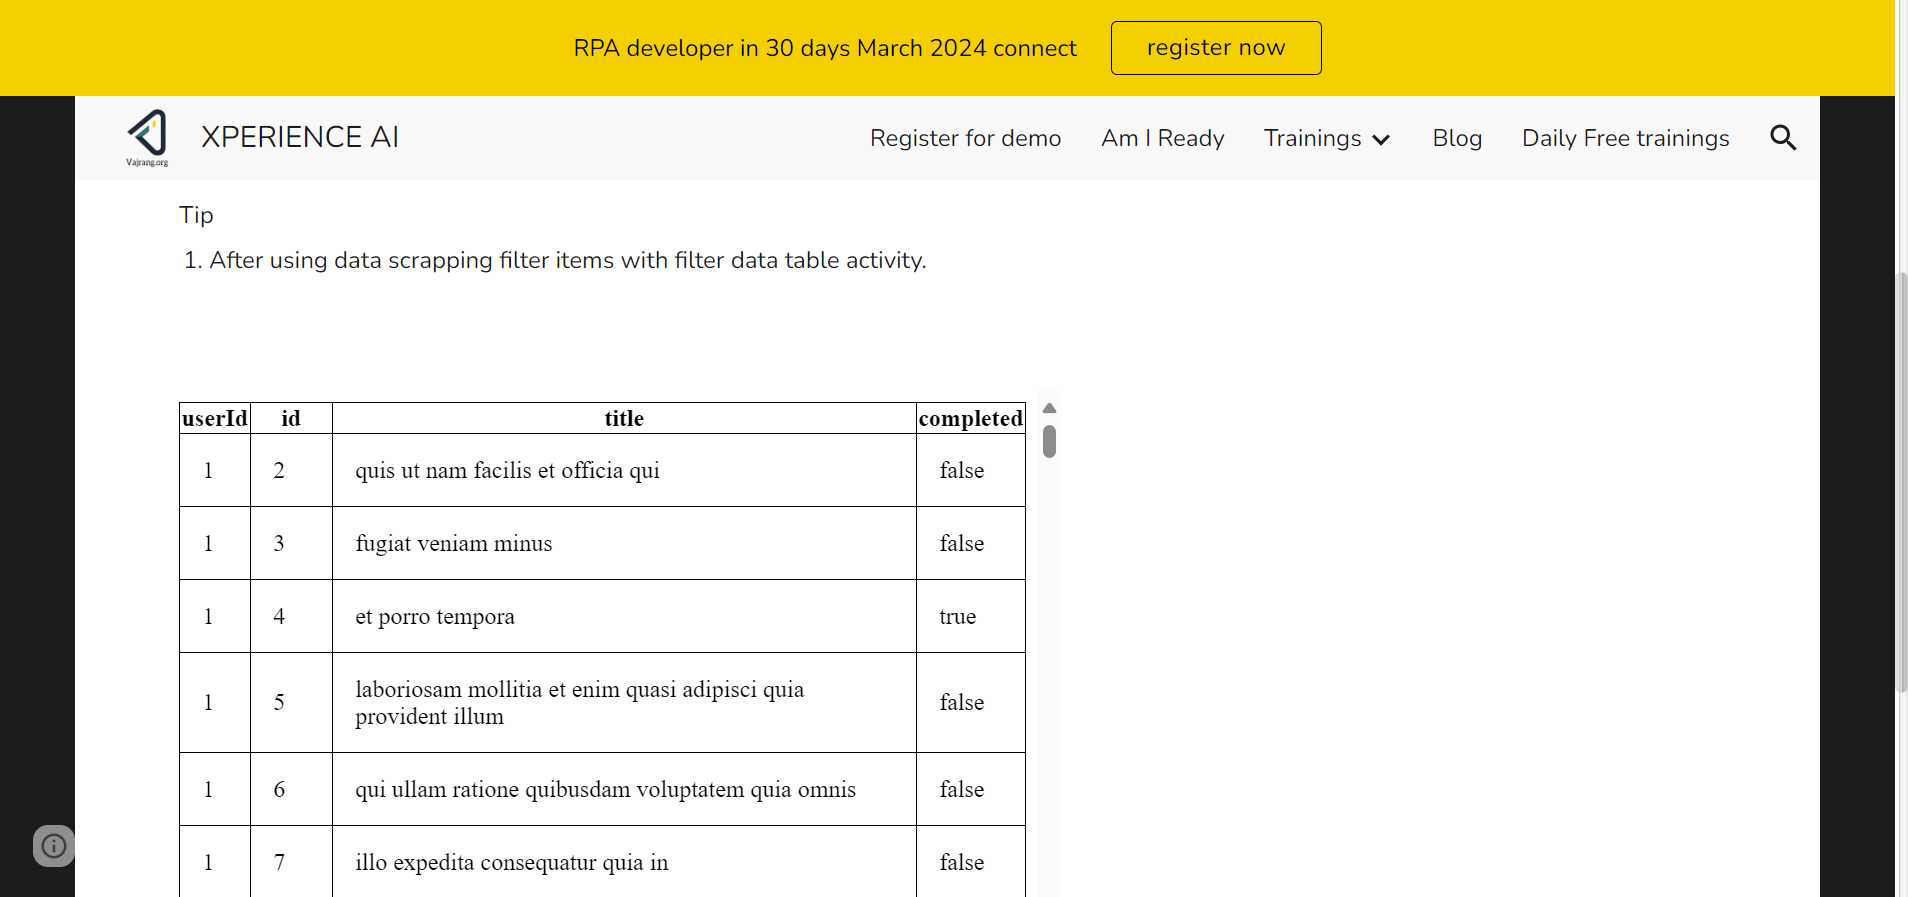 RPA developer in 30 days March 2024 connect
register now
Vajrang.org
XPERIENCE AI
Register for demo
Am I Ready
Trainings
Blog
Daily Free trainings
Tip
1. After using data scrapping filter items with filter data table activity.
userId id title completed
1 2 quis ut nam facilis et officia qui false
1 3 fugiat veniam minus false
1 4 et porro tempora true
1 5 laboriosam mollitia et enim quasi adipisci quia
provident illum false
1 6 qui ullam ratione quibusdam voluptatem quia omnis false
1 7 illo expedita consequatur quia in false